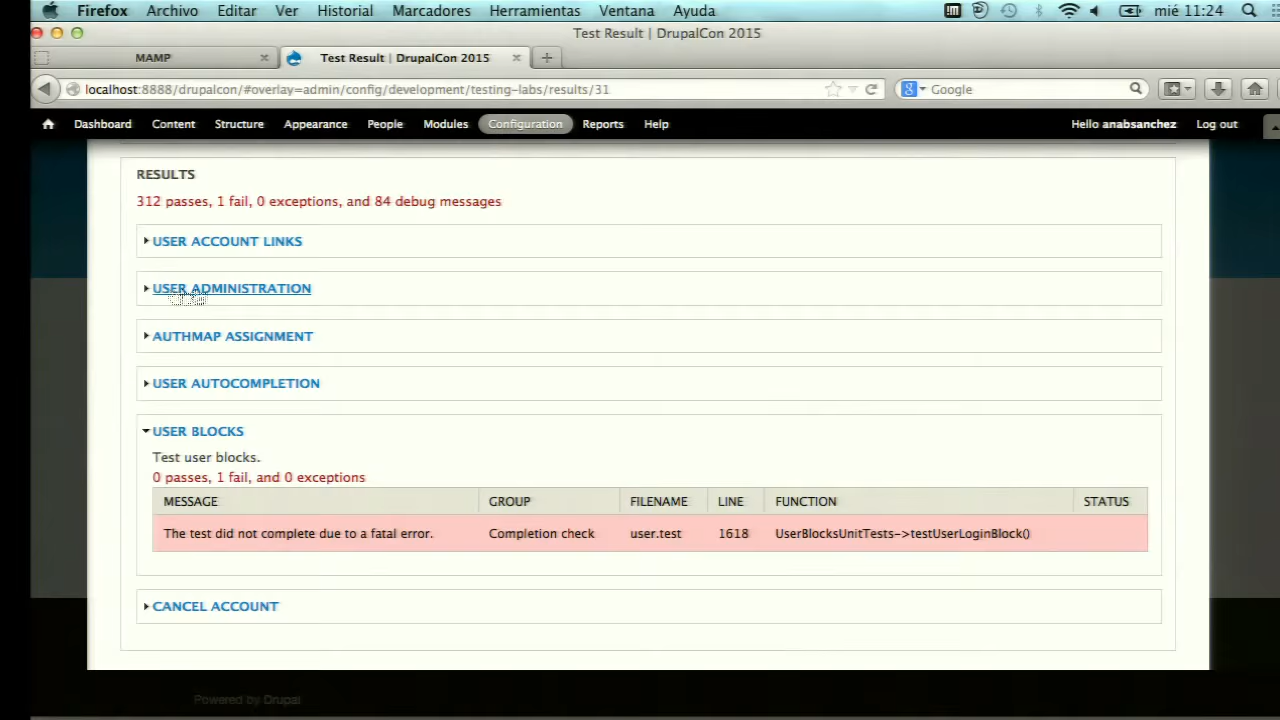 Firefox Archivo Editar Ver Historial Marcadores Herramientas Ventana Ayuda mié 11:24
Test Result | DrupalCon 2015
MAMP Test Result | DrupalCon 2015
localhost:8888/drupalcon/#overlay=admin/config/development/testing-labs/results/31 Google
Dashboard Content Structure Appearance People Modules Configuration Reports Help Hello anabsanchez Log out
RESULTS
312 passes, 1 fail, 0 exceptions, and 84 debug messages
USER ACCOUNT LINKS
USER ADMINISTRATION
AUTHMAP ASSIGNMENT
USER AUTOCOMPLETION
USER BLOCKS
Test user blocks.
0 passes, 1 fail, and 0 exceptions
MESSAGE GROUP FILENAME LINE FUNCTION STATUS
The test did not complete due to a fatal error. Completion check user.test 1618 UserBlocksUnitTests->testUserLoginBlock()
CANCEL ACCOUNT
Powered by Drupal